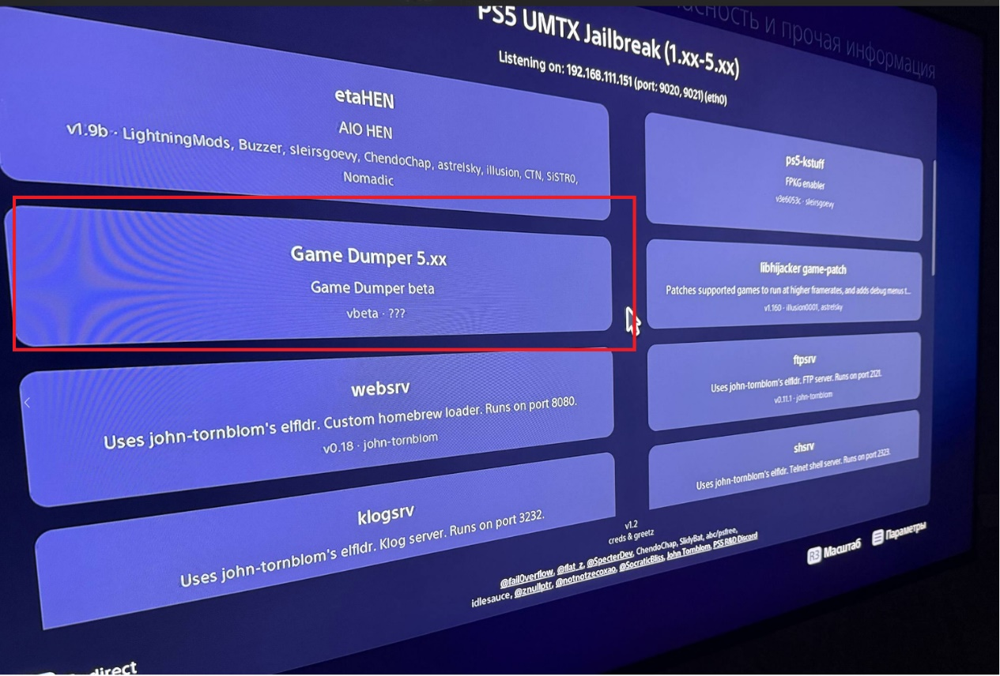 асность и прочая информация
PS5 UMTX Jailbreak (1.xx-5.xx)
Listening on: 192.168.111.151 (port: 9020, 9021) (eth0)
etaHEN
AIO HEN
v1.9b · LightningMods, Buzzer, sleirsgoevy, ChendoChap, astrelsky, illusion, CTN, SiSTR0,
Nomadic
ps5-kstuff
FPKG enabler
v3e6053c · sleirsgoevy
Game Dumper 5.xx
Game Dumper beta
vbeta · ???
libhijacker game-patch
Patches supported games to run at higher framerates, and adds debug menus t...
v1.160 · illusion0001, astrelsky
websrv
Uses john-tornblom's elfldr. Custom homebrew loader. Runs on port 8080.
v0.18 · john-tornblom
ftpsrv
Uses john-tornblom's elfldr. FTP server. Runs on port 2121.
v0.11.1 · john-tornblom
klogsrv
Uses john-tornblom's elfldr. Klog server. Runs on port 3232.
shsrv
Uses john-tornblom's elfldr. Telnet shell server. Runs on port 2323.
v1.2
creds & greetz
@fail0verflow, @flat_z, @SpecterDev, ChendoChap, SlidyBat, abc/psfree,
idlesauce, @znullptr, @notnotzecoxao, @SocraticBliss, John Tornblom, PS5 R&D Discord
R3 Масштаб
Параметры
direct